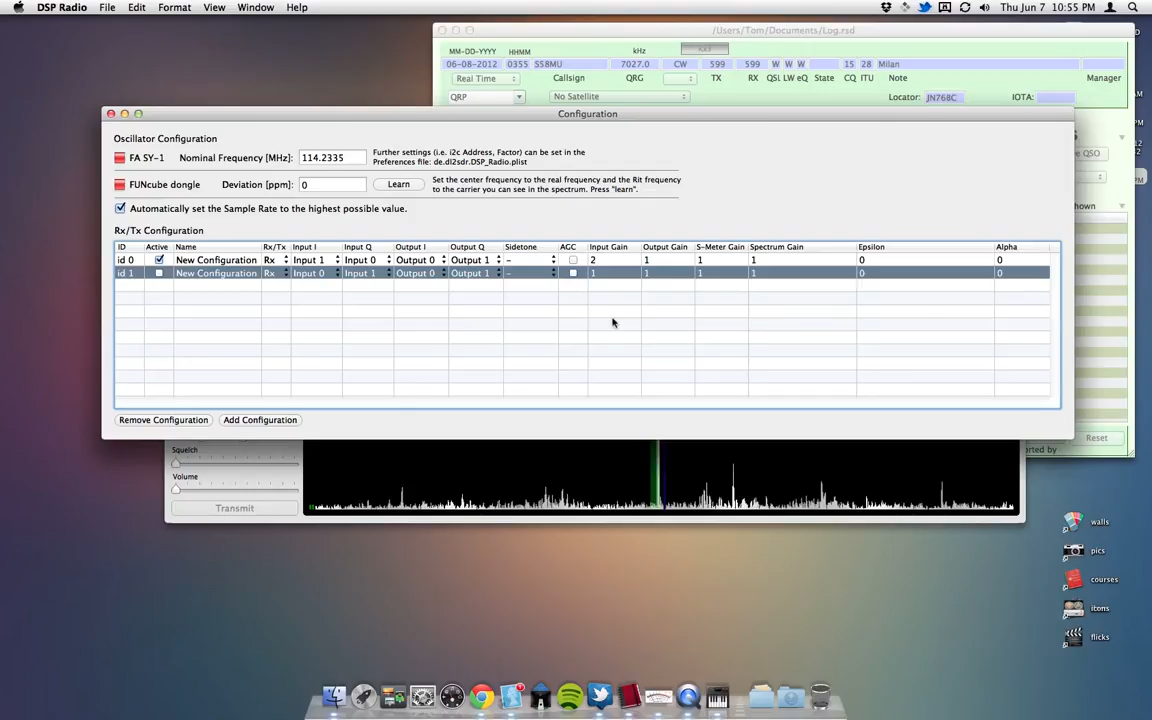 DSP Radio File Edit Format View Window Help Thu Jun 7 10:55 PM
/Users/Tom/Documents/Log.rsd
MM-DD-YYYY HHMM kHz
06-08-2012 0355 S58MU 7027.0 CW 599 599 W W W 15 28 Milan
Real Time Callsign QRG TX RX QSL LW eQ State CQ ITU Note Manager
QRP No Satellite Locator: JN76BC IOTA:
Configuration
Oscillator Configuration
FA SY-1 Nominal Frequency [MHz]: 114.2335 Further settings (i.e. i2c Address, Factor) can be set in the
Preferences file: de.dl2sdr.DSP_Radio.plist
FUNcube dongle Deviation [ppm]: 0 Learn Set the center frequency to the real frequency and the Rit frequency
to the carrier you can see in the spectrum. Press "learn".
Automatically set the Sample Rate to the highest possible value.
Rx/Tx Configuration
ID Active Name Rx/Tx Input I Input Q Output I Output Q Sidetone AGC Input Gain Output Gain S-Meter Gain Spectrum Gain Epsilon Alpha
id 0 New Configuration Rx Input 1 Input 0 Output 0 Output 1 – 2 1 1 1 0 0
id 1 New Configuration Rx Input 0 Input 1 Output 0 Output 1 – 1 1 1 1 0 0
Remove Configuration Add Configuration
QSO
hown
Reset
orted by
Squelch
Volume
Transmit
walls
pics
courses
icons
flicks